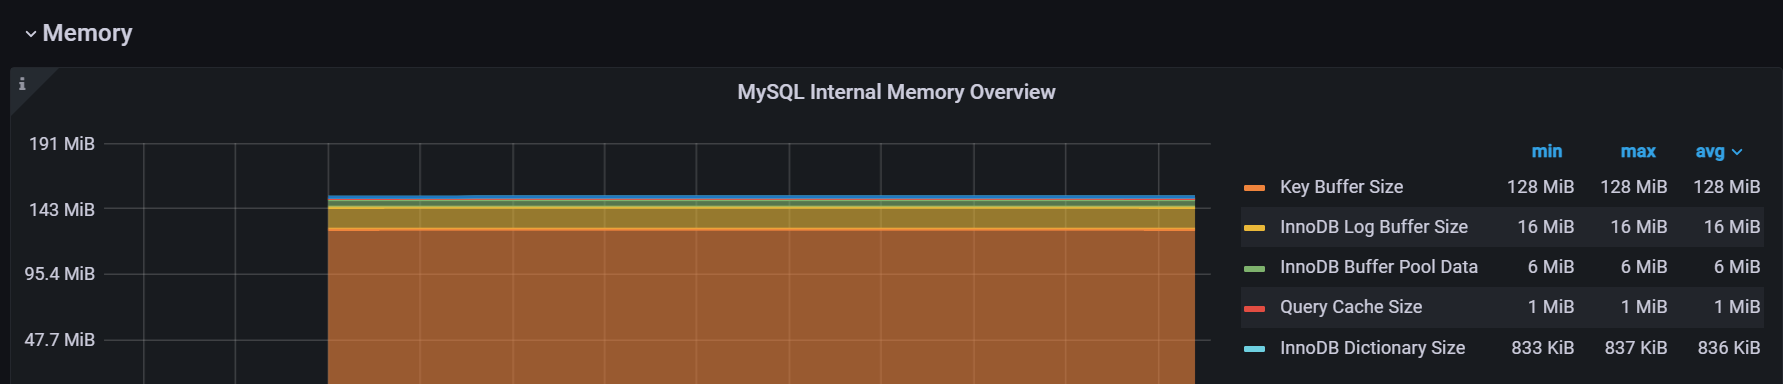 Memory
i
MySQL Internal Memory Overview
191 MiB
143 MiB
95.4 MiB
47.7 MiB
min max avg
Key Buffer Size 128 MiB 128 MiB 128 MiB
InnoDB Log Buffer Size 16 MiB 16 MiB 16 MiB
InnoDB Buffer Pool Data 6 MiB 6 MiB 6 MiB
Query Cache Size 1 MiB 1 MiB 1 MiB
InnoDB Dictionary Size 833 KiB 837 KiB 836 KiB